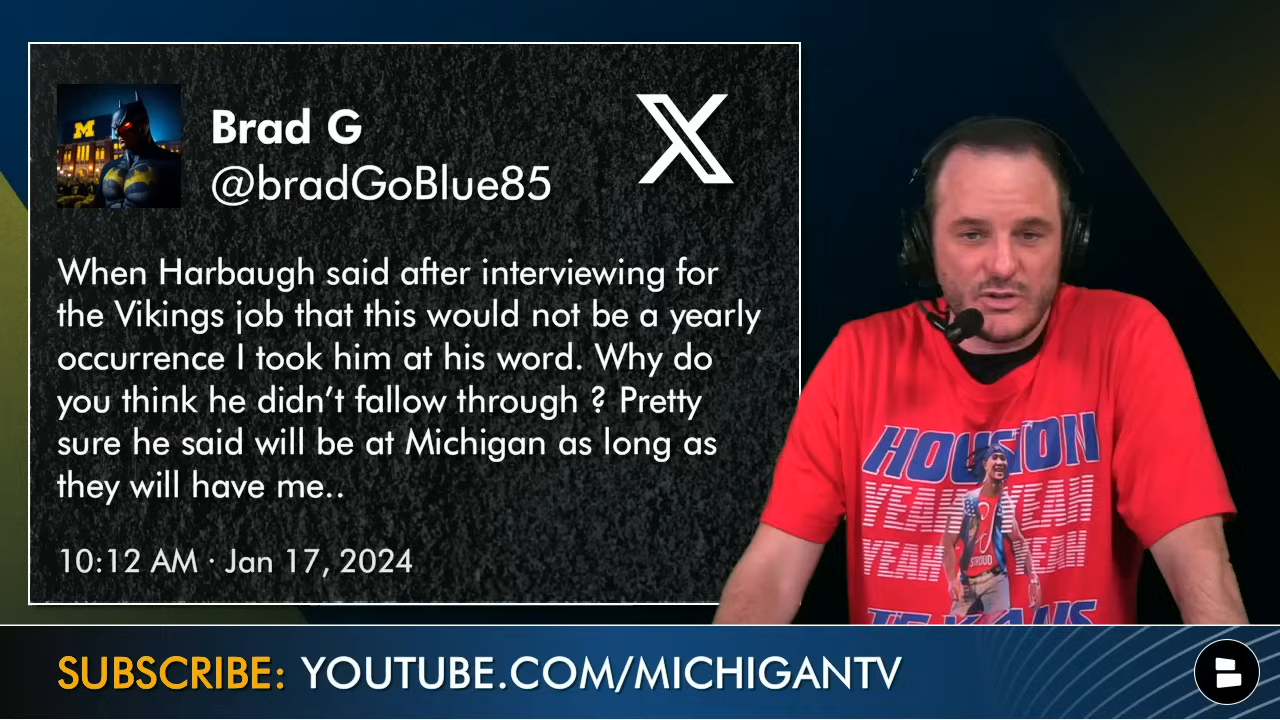 M
Brad G
@bradGoBlue85
X
When Harbaugh said after interviewing for
the Vikings job that this would not be a yearly
occurrence I took him at his word. Why do
you think he didn't fallow through ? Pretty
sure he said will be at Michigan as long as
they will have me..
10:12 AM · Jan 17, 2024
HOUSTON
YEAH YEAH
YEAH YEAH
STROUD
TEXANS
SUBSCRIBE: YOUTUBE.COM/MICHIGANTV